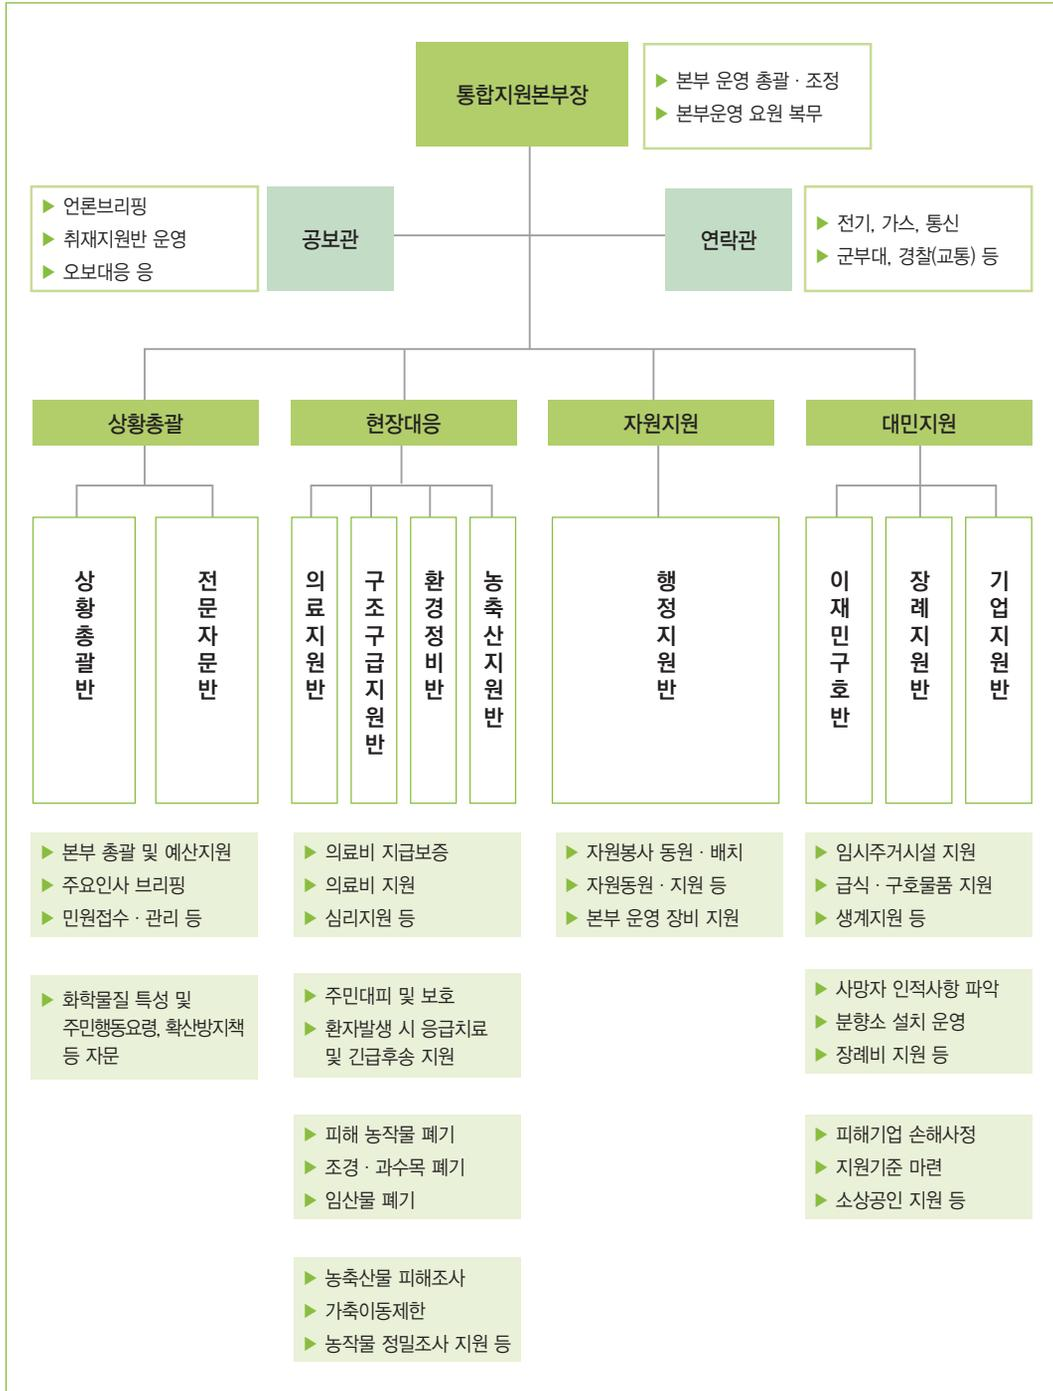 통합지원본부장
▶ 본부 운영 총괄 · 조정
▶ 본부운영 요원 복무
▶ 언론브리핑
▶ 취재지원반 운영
▶ 오보대응 응
공보관
연락관
▶ 전기, 가스, 통신
▶ 군부대, 경찰(교통) 등
상황총괄
현장대응
자원지원
대민지원
상황총괄반
전문자문반
의료지원반
구조구급지원반
환경정비반
농축산지원반
행정지원반
이재민구호반
장례지원반
기업지원반
▶ 본부 총괄 및 예산지원
▶ 주요인사 브리핑
▶ 민원접수 · 관리 등
▶ 화학물질 특성 및
주민행동요령, 확산방지책
등 자문
▶ 의료비 지급보증
▶ 의료비 지원
▶ 심리지원 등
▶ 주민대피 및 보호
▶ 환자발생 시 응급치료
및 긴급후송 지원
▶ 피해 농작물 폐기
▶ 조경 · 과수목 폐기
▶ 임산물 폐기
▶ 농축산물 피해조사
▶ 가축이동제한
▶ 농작물 정밀조사 지원 등
▶ 자원봉사 동원 · 배치
▶ 자원동원 · 지원 등
▶ 본부 운영 장비 지원
▶ 임시주거시설 지원
▶ 급식 · 구호물품 지원
▶ 생계지원 등
▶ 사망자 인적사항 파악
▶ 분향소 설치 운영
▶ 장례비 지원 등
▶ 피해기업 손해사정
▶ 지원기준 마련
▶ 소상공인 지원 등